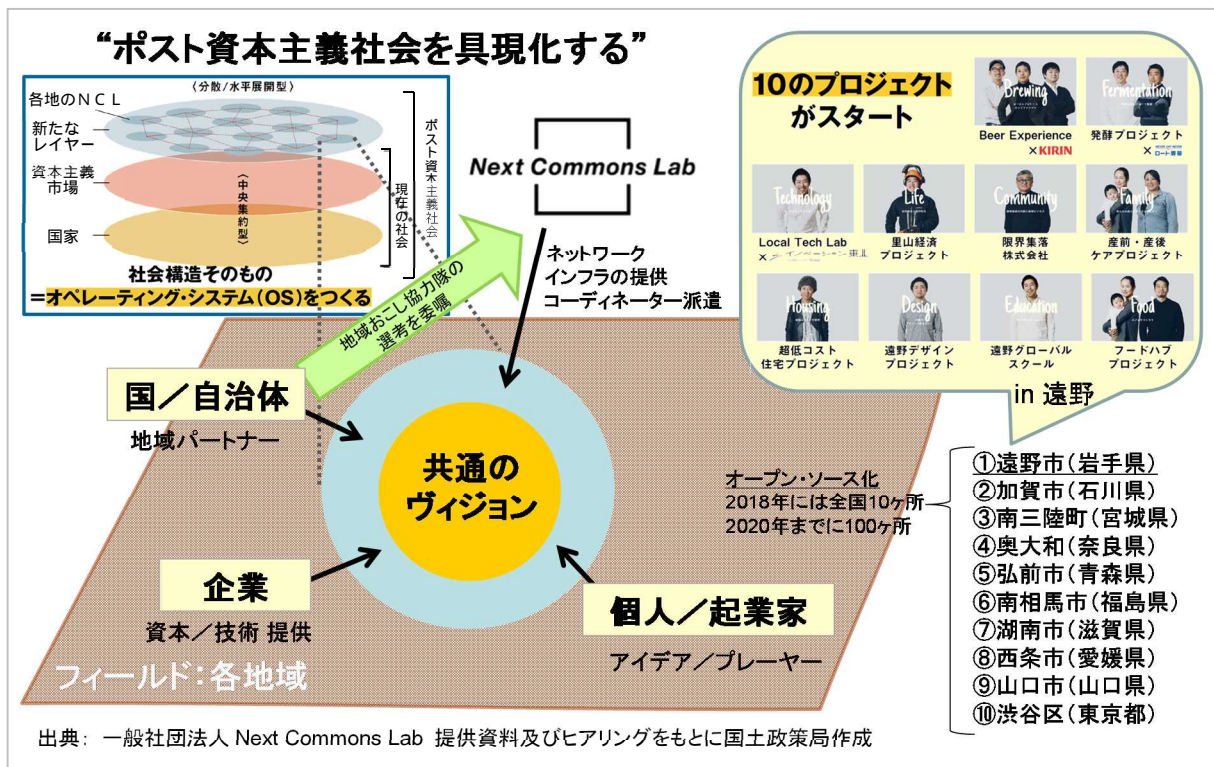 “ポスト資本主義社会を具現化する”
〈分散/水平展開型〉
各地のNCL
新たな
レイヤー
資本主義
市場
国家
〈中央集約型〉
現在の社会
ポスト資本主義社会
社会構造そのもの
=オペレーティング・システム(OS)をつくる
Next Commons Lab
ネットワーク
インフラの提供
コーディネーター派遣
地域おこし協力隊の
選考を委嘱
国/自治体
地域パートナー
共通の
ヴィジョン
企業
資本/技術 提供
個人/起業家
アイデア/プレーヤー
フィールド:各地域
10のプロジェクト
がスタート
Brewing
Beer Experience
×KIRIN
Fermentation
発酵プロジェクト
×ロート製薬
Technology
Local Tech Lab
×イノベーション東北
Life
里山経済
プロジェクト
Community
限界集落
株式会社
Family
産前・産後
ケアプロジェクト
Housing
超低コスト
住宅プロジェクト
Design
遠野デザイン
プロジェクト
Education
遠野グローバル
スクール
Food
フードハブ
プロジェクト
in 遠野
オープン・ソース化
2018年には全国10ヶ所
2020年までに100ヶ所
①遠野市(岩手県)
②加賀市(石川県)
③南三陸町(宮城県)
④奥大和(奈良県)
⑤弘前市(青森県)
⑥南相馬市(福島県)
⑦湖南市(滋賀県)
⑧西条市(愛媛県)
⑨山口市(山口県)
⑩渋谷区(東京都)
出典: 一般社団法人 Next Commons Lab 提供資料及びヒアリングをもとに国土政策局作成